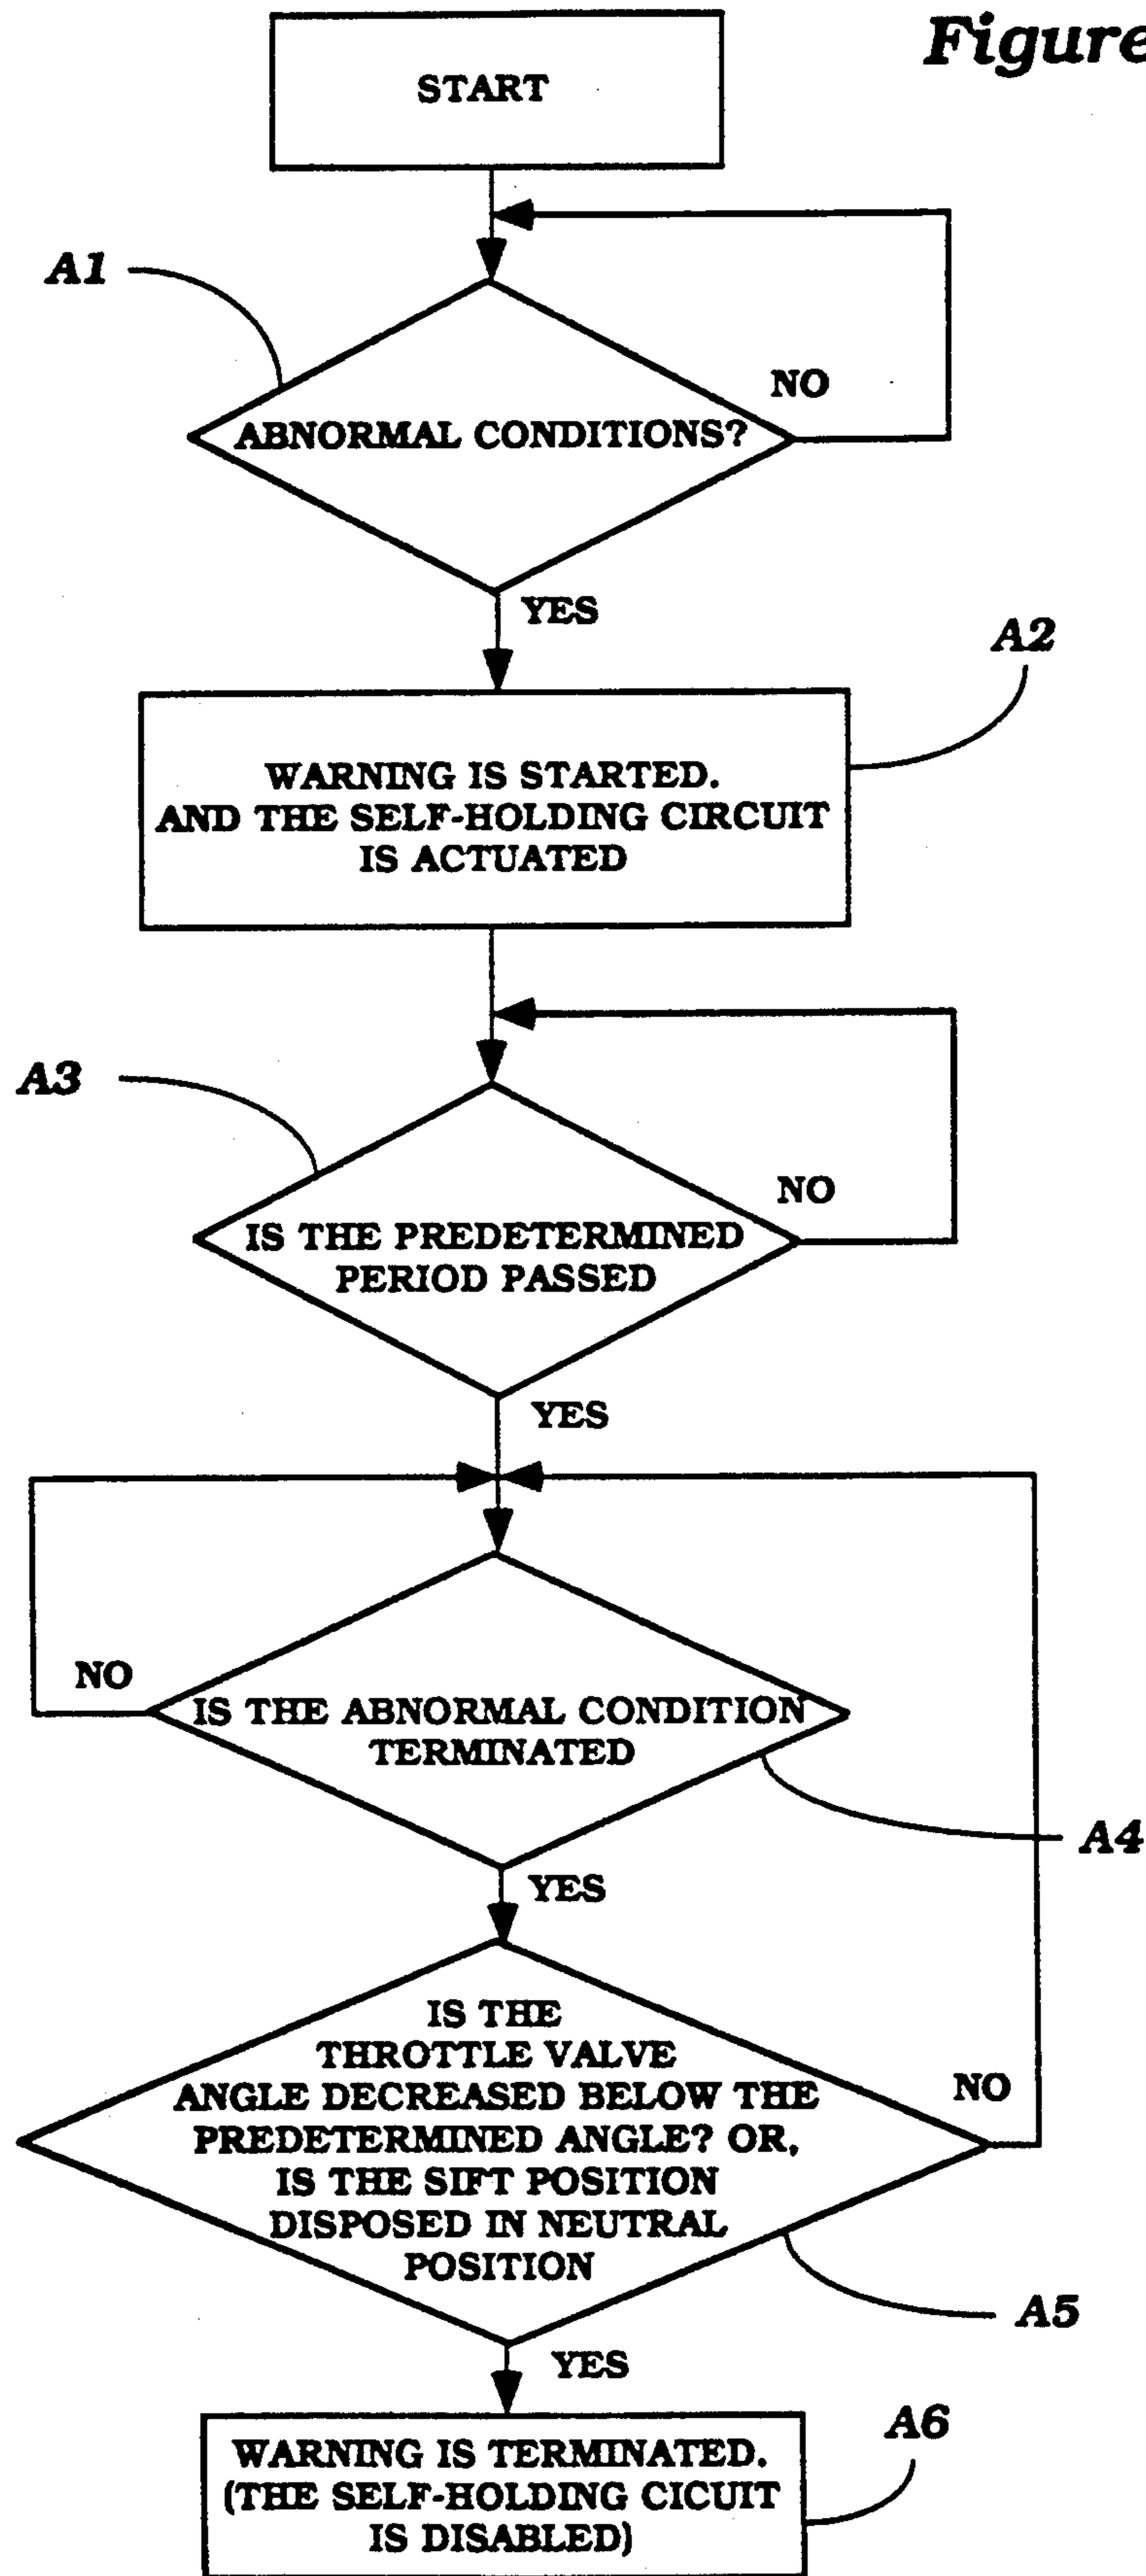 Figure
START
A1
NO
ABNORMAL CONDITIONS?
YES
A2
WARNING IS STARTED.
AND THE SELF-HOLDING CIRCUIT
IS ACTUATED
A3
NO
IS THE PREDETERMINED
PERIOD PASSED
YES
NO
IS THE ABNORMAL CONDITION
TERMINATED
A4
YES
IS THE
THROTTLE VALVE
ANGLE DECREASED BELOW THE
NO
PREDETERMINED ANGLE? OR,
IS THE SIFT POSITION
DISPOSED IN NEUTRAL
POSITION
A5
YES
A6
WARNING IS TERMINATED.
(THE SELF-HOLDING CICUIT
IS DISABLED)